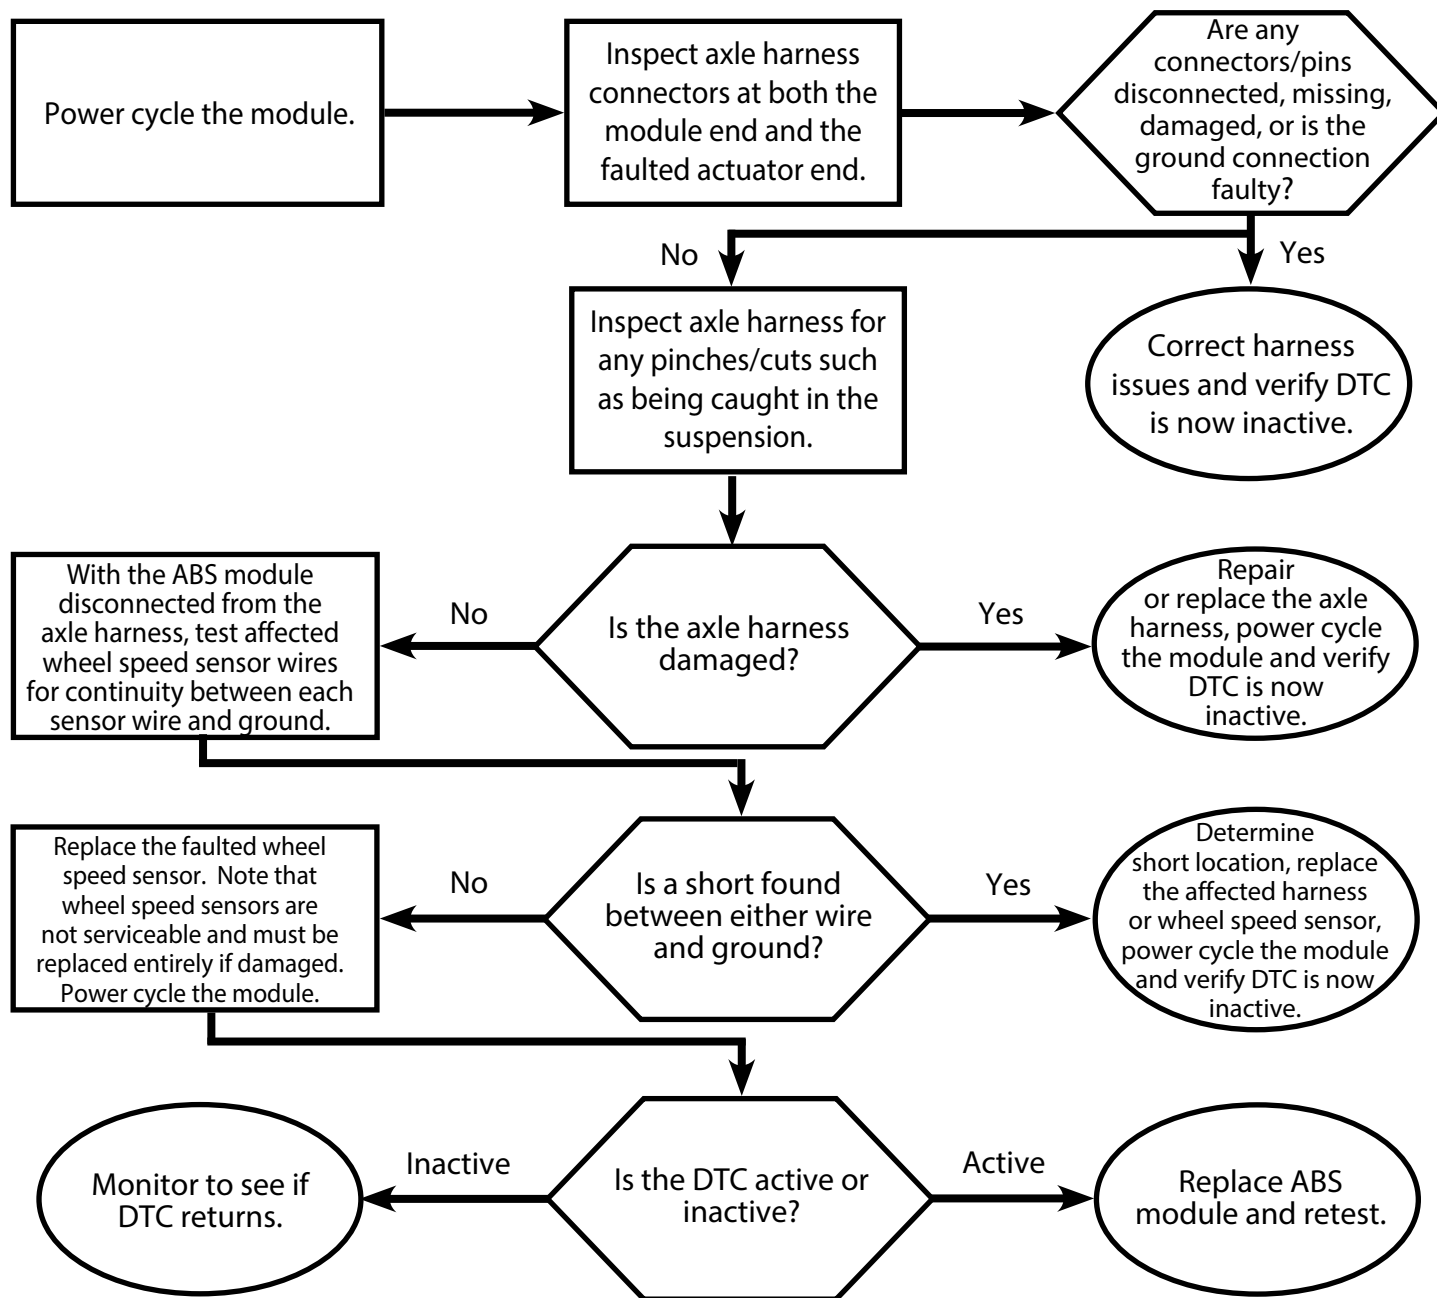 Power cycle the module.
Inspect axle harness
connectors at both the
module end and the
faulted actuator end.
Are any
connectors/pins
disconnected, missing,
damaged, or is the
ground connection
faulty?
No
Yes
Inspect axle harness for
any pinches/cuts such
as being caught in the
suspension.
Correct harness
issues and verify DTC
is now inactive.
With the ABS module
disconnected from the
axle harness, test affected
wheel speed sensor wires
for continuity between each
sensor wire and ground.
No
Is the axle harness
damaged?
Yes
Repair
or replace the axle
harness, power cycle
the module and verify
DTC is now
inactive.
Replace the faulted wheel
speed sensor.  Note that
wheel speed sensors are
not serviceable and must be
replaced entirely if damaged.
Power cycle the module.
No
Is a short found
between either wire
and ground?
Yes
Determine
short location, replace
the affected harness
or wheel speed sensor,
power cycle the module
and verify DTC is now
inactive.
Monitor to see if
DTC returns.
Inactive
Is the DTC active or
inactive?
Active
Replace ABS
module and retest.